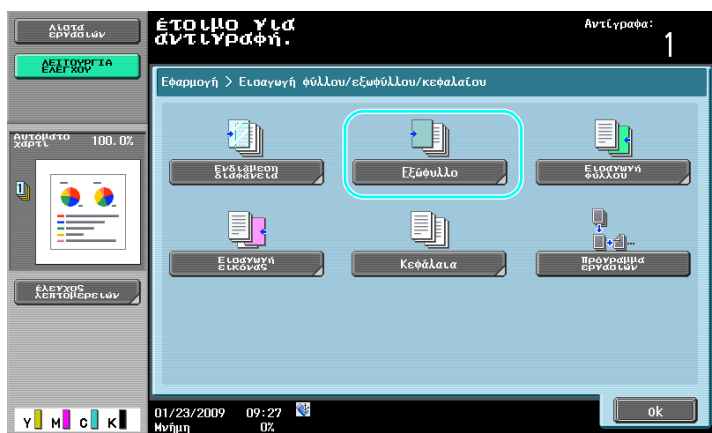 Λίστα
εργασιών
έτοιμο για
αντιγραφή.
Αντίγραφα:
1
ΛΕΙΤΟΥΡΓΙΑ
ΕΛΕΓΧΟΥ
Εφαρμογή > Εισαγωγή φύλλου/εξωφύλλου/κεφαλαίου
Αυτόματο
χαρτί
100.0%
Ενδιάμεση
διαφάνεια
Εξώφυλλο
Εισαγωγή
φύλλου
1
Εισαγωγή
εικόνας
Κεφάλαια
Πρόγραμμα
εργασιών
έλεγχος
λεπτομερειών
Y M C K
01/23/2009 09:27
Μνήμη 0%
ok